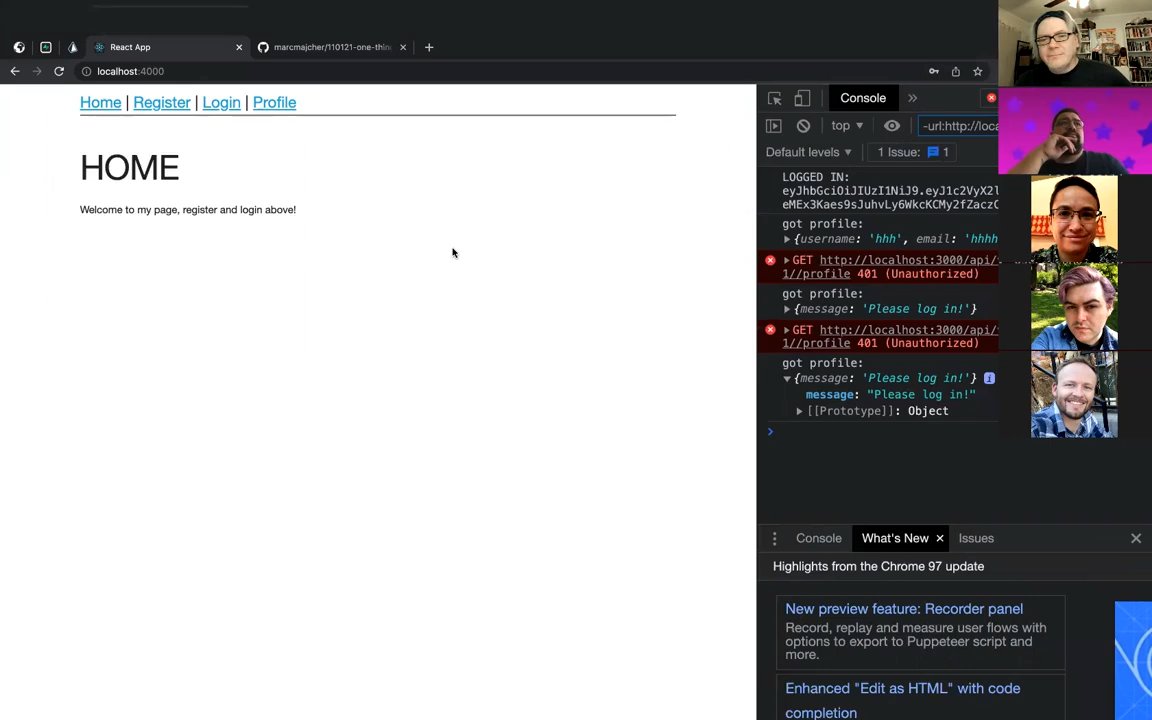 React App
marcmajcher/110121-one-thin
localhost:4000
Home | Register | Login | Profile
HOME
Welcome to my page, register and login above!
Console
top
-url:http://loca
Default levels
1 Issue: 1
LOGGED IN:
eyJhbGciOiJIUzI1NiJ9.eyJ1c2VyX2l
eMEx3Kaes9sJuhvLy6WkcKCMy2fZaczC
got profile:
{username: 'hhh', email: 'hhhh
GET http://localhost:3000/api/
1//profile 401 (Unauthorized)
got profile:
{message: 'Please log in!'}
GET http://localhost:3000/api/
1//profile 401 (Unauthorized)
got profile:
{message: 'Please log in!'}
message: "Please log in!"
[[Prototype]]: Object
Console
What's New
Issues
Highlights from the Chrome 97 update
New preview feature: Recorder panel
Record, replay and measure user flows with
options to export to Puppeteer script and
more.
Enhanced "Edit as HTML" with code
completion